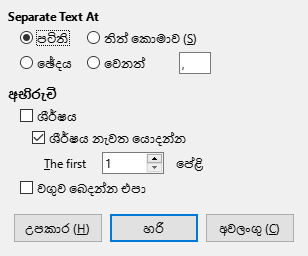 Separate Text At
පටිති
තිත් කොමාව (S)
ඡේදය
වෙනත්
,
අභිරුචි
ශීර්ෂය
ශීර්ෂය නැවත යොදන්න
The first 1 පේළි
වගුව බෙදන්න එපා
උපකාර (H)
හරි
අවලංගු (C)